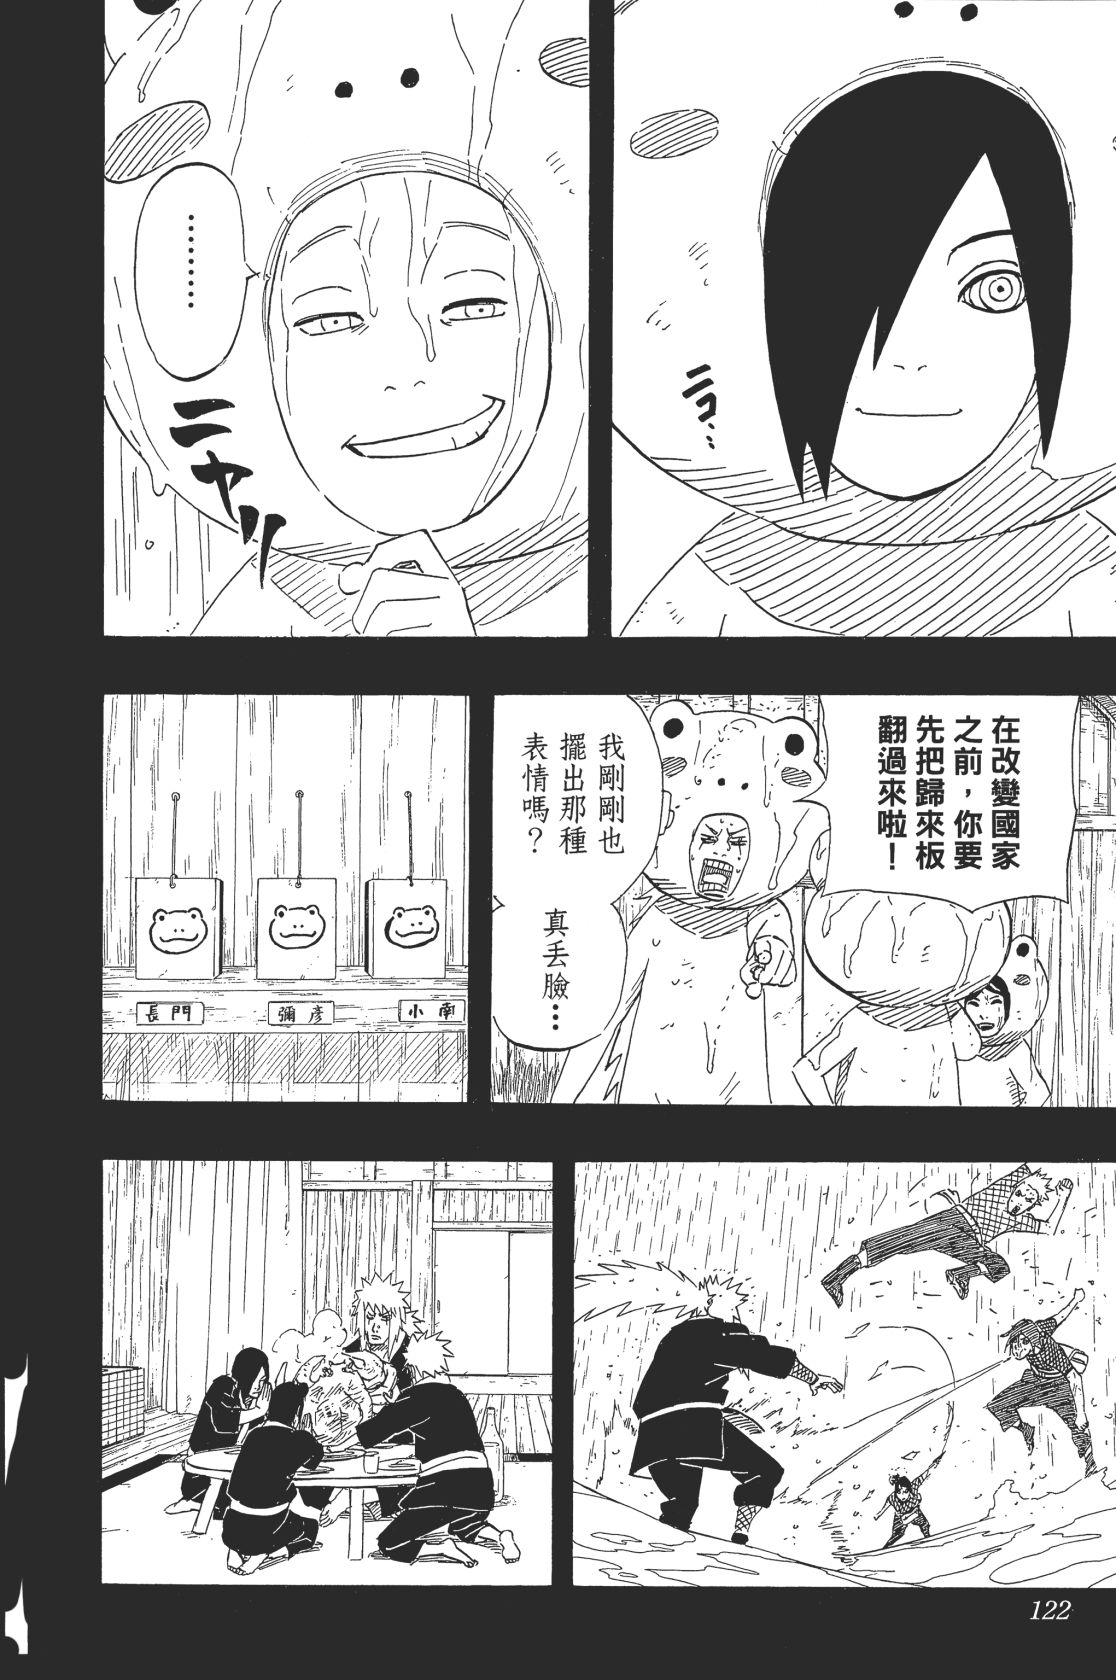 ニコ…
………
ニヤッ
在改變國家
之前，你要
先把歸來板
翻過來啦！
我剛剛也
擺出那種
表情嗎？
真丟臉…
小南
彌彥
長門
122